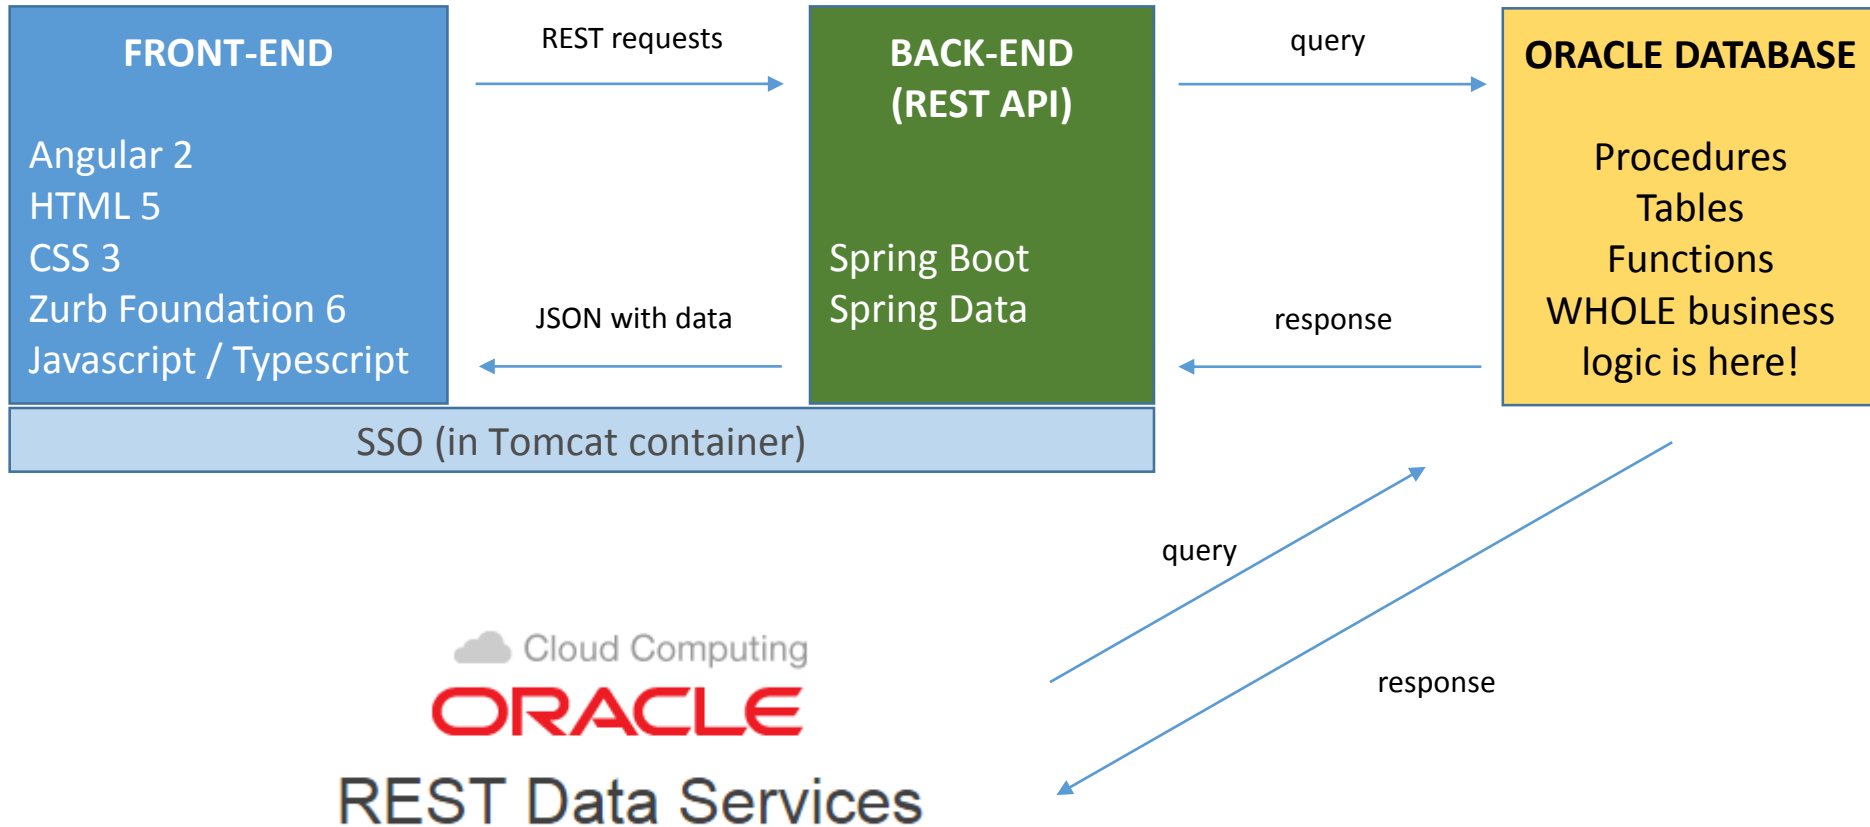 FRONT-END
Angular 2
HTML 5
CSS 3
Zurb Foundation 6
Javascript / Typescript
REST requests
JSON with data
BACK-END
(REST API)
Spring Boot
Spring Data
query
response
ORACLE DATABASE
Procedures
Tables
Functions
WHOLE business
logic is here!
SSO (in Tomcat container)
query
response
Cloud Computing
ORACLE
REST Data Services